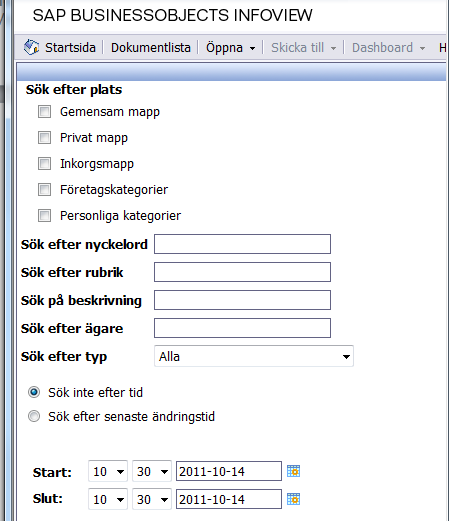 SAP BUSINESSOBJECTS INFOVIEW
Startsida Dokumentlista Öppna Skicka till Dashboard H
Sök efter plats
Gemensam mapp
Privat mapp
Inkorgsmapp
Företagskategorier
Personliga kategorier
Sök efter nyckelord
Sök efter rubrik
Sök på beskrivning
Sök efter ägare
Sök efter typ Alla
Sök inte efter tid
Sök efter senaste ändringstid
Start: 10 30 2011-10-14
Slut: 10 30 2011-10-14